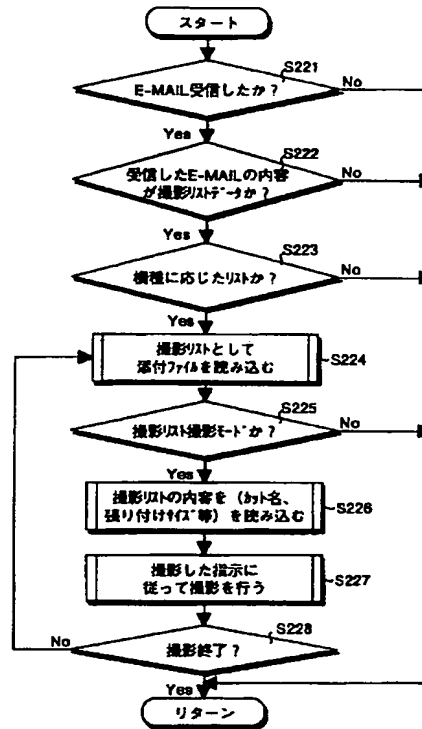 スタート
S221
E-MAIL受信したか?
No
Yes
S222
受信したE-MAILの内容
が撮影リストデータか?
No
Yes
S223
機種に応じたリストか?
No
Yes
撮影リストとして
添付ファイルを読み込む
S224
S225
撮影リスト撮影モードか?
No
Yes
撮影リストの内容を(カット名、
張り付けサイズ等)を読み込む
S226
撮影した指示に
従って撮影を行う
S227
S228
撮影終了?
No
Yes
リターン